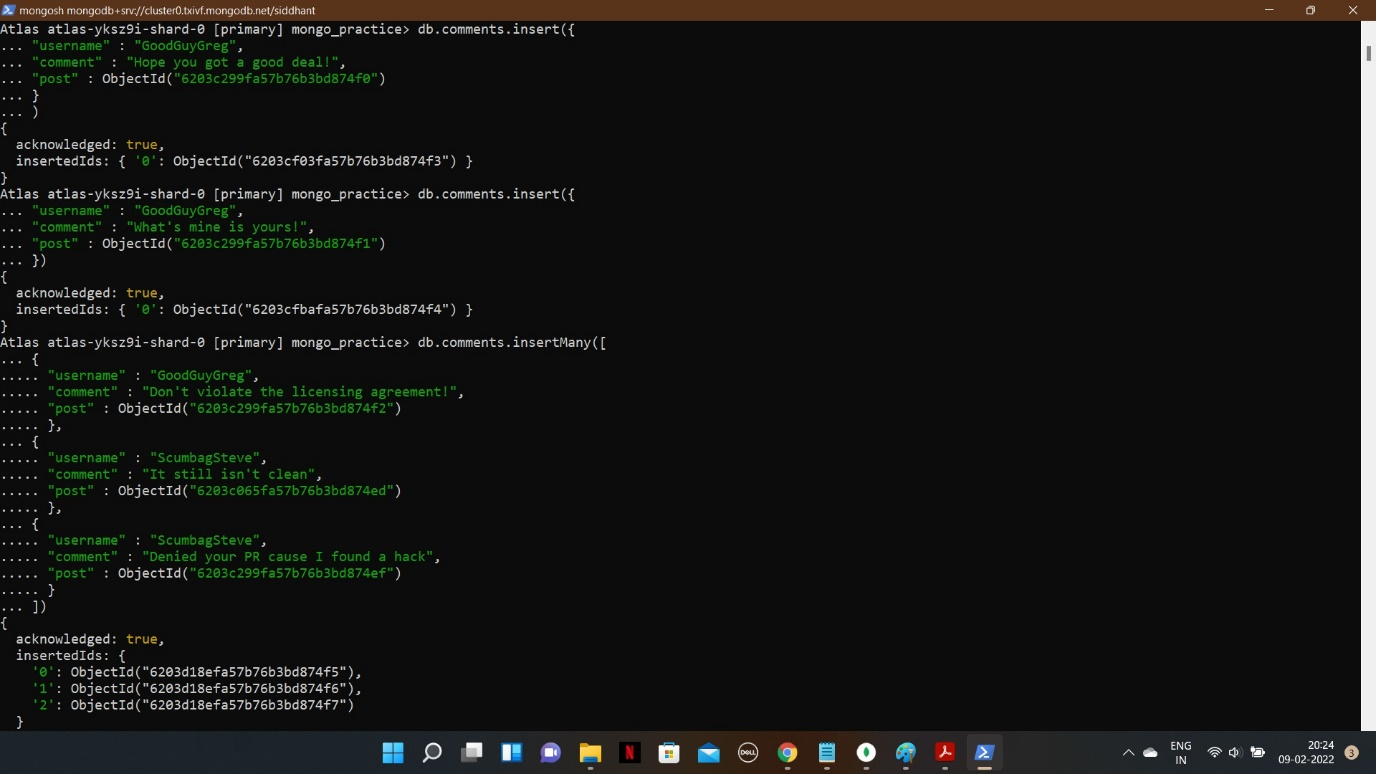 mongosh mongodb+srv://cluster0.txivf.mongodb.net/siddhant
Atlas atlas-yksz9i-shard-0 [primary] mongo_practice> db.comments.insert({
... "username" : "GoodGuyGreg",
... "comment" : "Hope you got a good deal!",
... "post" : ObjectId("6203c299fa57b76b3bd874f0")
... }
... )
{
  acknowledged: true,
  insertedIds: { '0': ObjectId("6203cf03fa57b76b3bd874f3") }
}
Atlas atlas-yksz9i-shard-0 [primary] mongo_practice> db.comments.insert({
... "username" : "GoodGuyGreg",
... "comment" : "What's mine is yours!",
... "post" : ObjectId("6203c299fa57b76b3bd874f1")
... })
{
  acknowledged: true,
  insertedIds: { '0': ObjectId("6203cfbafa57b76b3bd874f4") }
}
Atlas atlas-yksz9i-shard-0 [primary] mongo_practice> db.comments.insertMany([
... {
..... "username" : "GoodGuyGreg",
..... "comment" : "Don't violate the licensing agreement!",
..... "post" : ObjectId("6203c299fa57b76b3bd874f2")
..... },
... {
..... "username" : "ScumbagSteve",
..... "comment" : "It still isn't clean",
..... "post" : ObjectId("6203c065fa57b76b3bd874ed")
..... },
... {
..... "username" : "ScumbagSteve",
..... "comment" : "Denied your PR cause I found a hack",
..... "post" : ObjectId("6203c299fa57b76b3bd874ef")
..... }
... ])
{
  acknowledged: true,
  insertedIds: {
    '0': ObjectId("6203d18efa57b76b3bd874f5"),
    '1': ObjectId("6203d18efa57b76b3bd874f6"),
    '2': ObjectId("6203d18efa57b76b3bd874f7")
  }
N
DELL
ENG
IN
20:24
09-02-2022
3